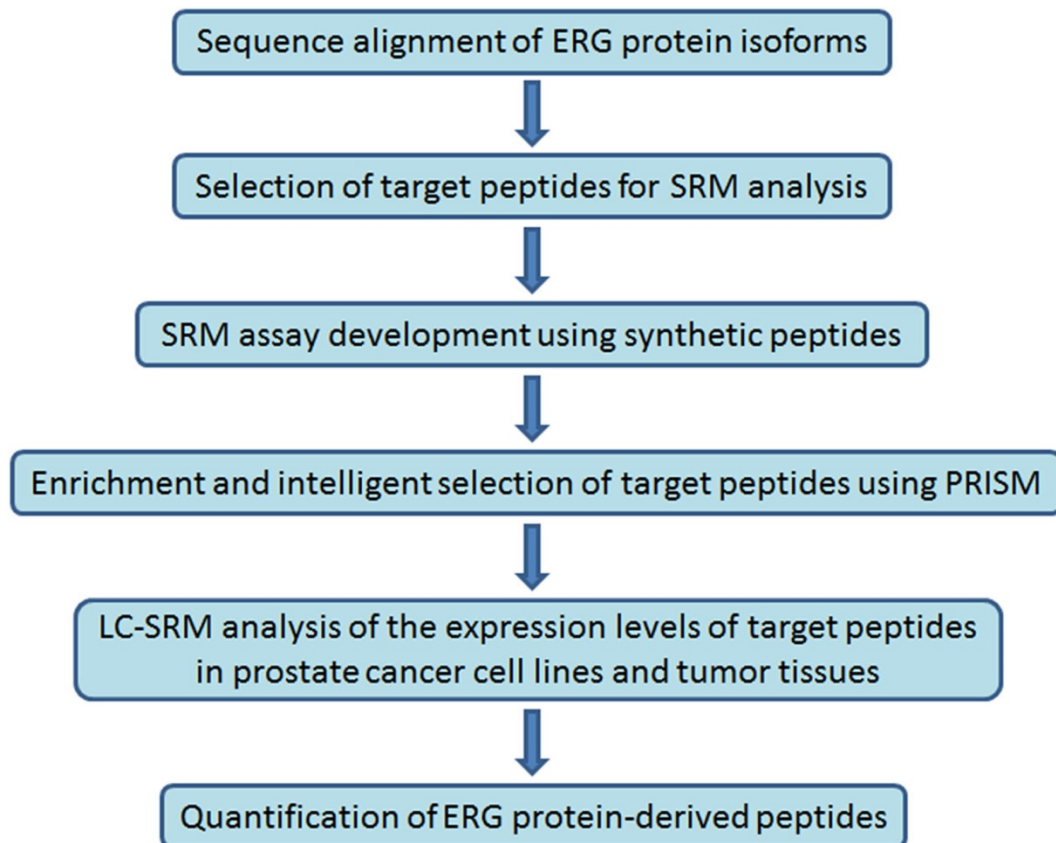 Sequence alignment of ERG protein isoforms
Selection of target peptides for SRM analysis
SRM assay development using synthetic peptides
Enrichment and intelligent selection of target peptides using PRISM
LC-SRM analysis of the expression levels of target peptides
in prostate cancer cell lines and tumor tissues
Quantification of ERG protein-derived peptides